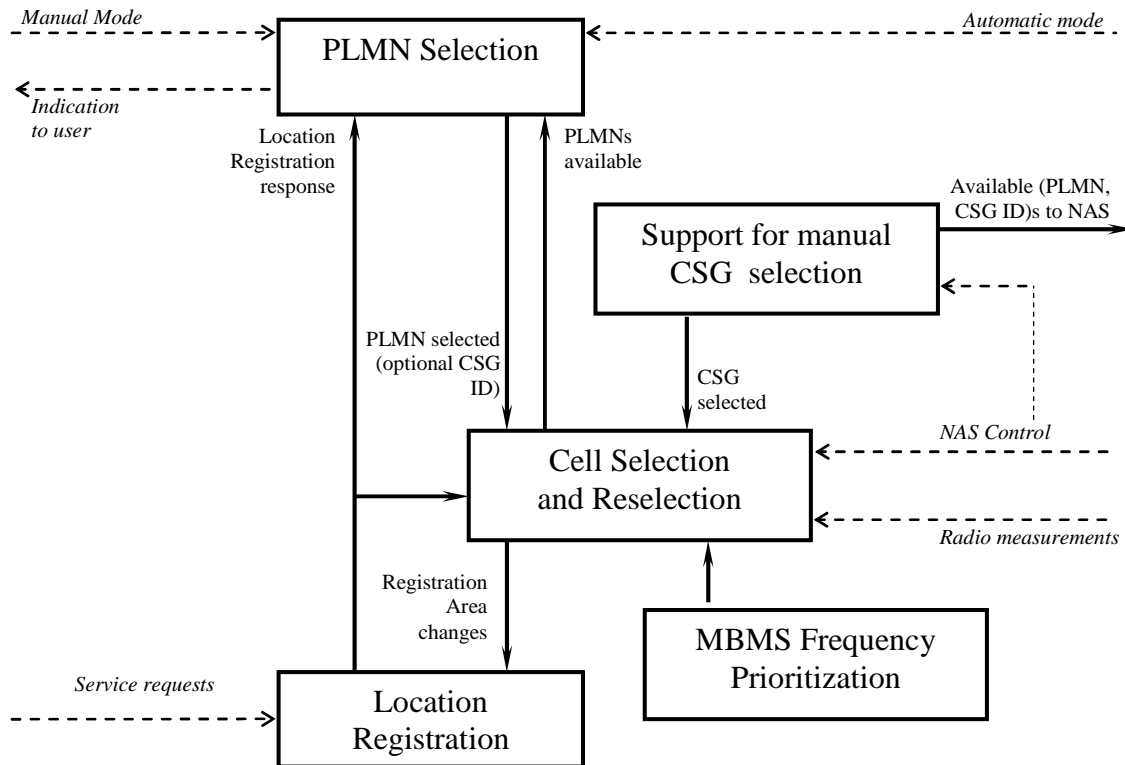 Manual Mode
Automatic mode
PLMN Selection
Indication
to user
Location
Registration
response
PLMNs
available
Available (PLMN,
CSG ID)s to NAS
Support for manual
CSG selection
PLMN selected
(optional CSG
ID)
CSG
selected
NAS Control
Cell Selection
and Reselection
Radio measurements
Registration
Area
changes
MBMS Frequency
Prioritization
Service requests
Location
Registration